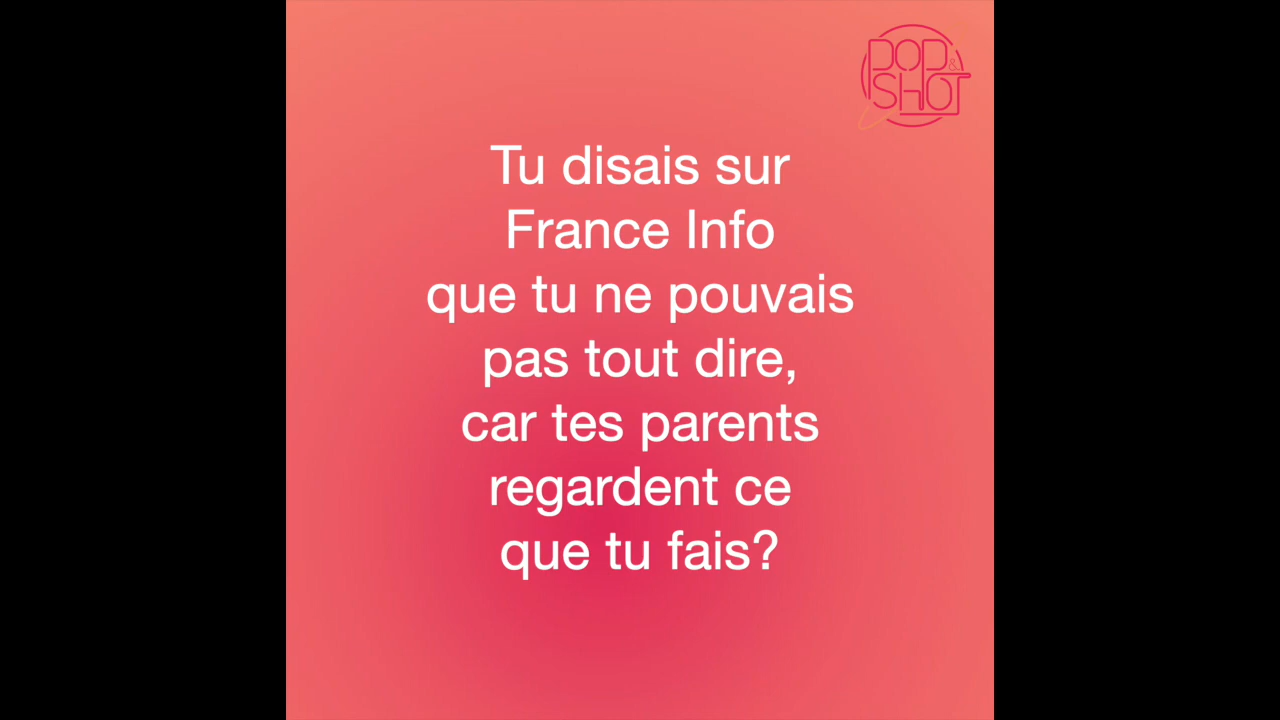 POP &
SHOT
Tu disais sur
France Info
que tu ne pouvais
pas tout dire,
car tes parents
regardent ce
que tu fais?